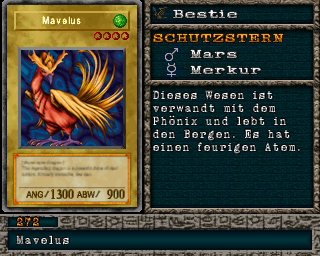 Mavelus
Bestie
SCHUTZSTERN
Mars
Merkur
Dieses Wesen ist
verwandt mit dem
Phönix und lebt in
den Bergen. Es hat
einen feurigen Atem.
ANG/ 1300 ABW/ 900
272
Mavelus